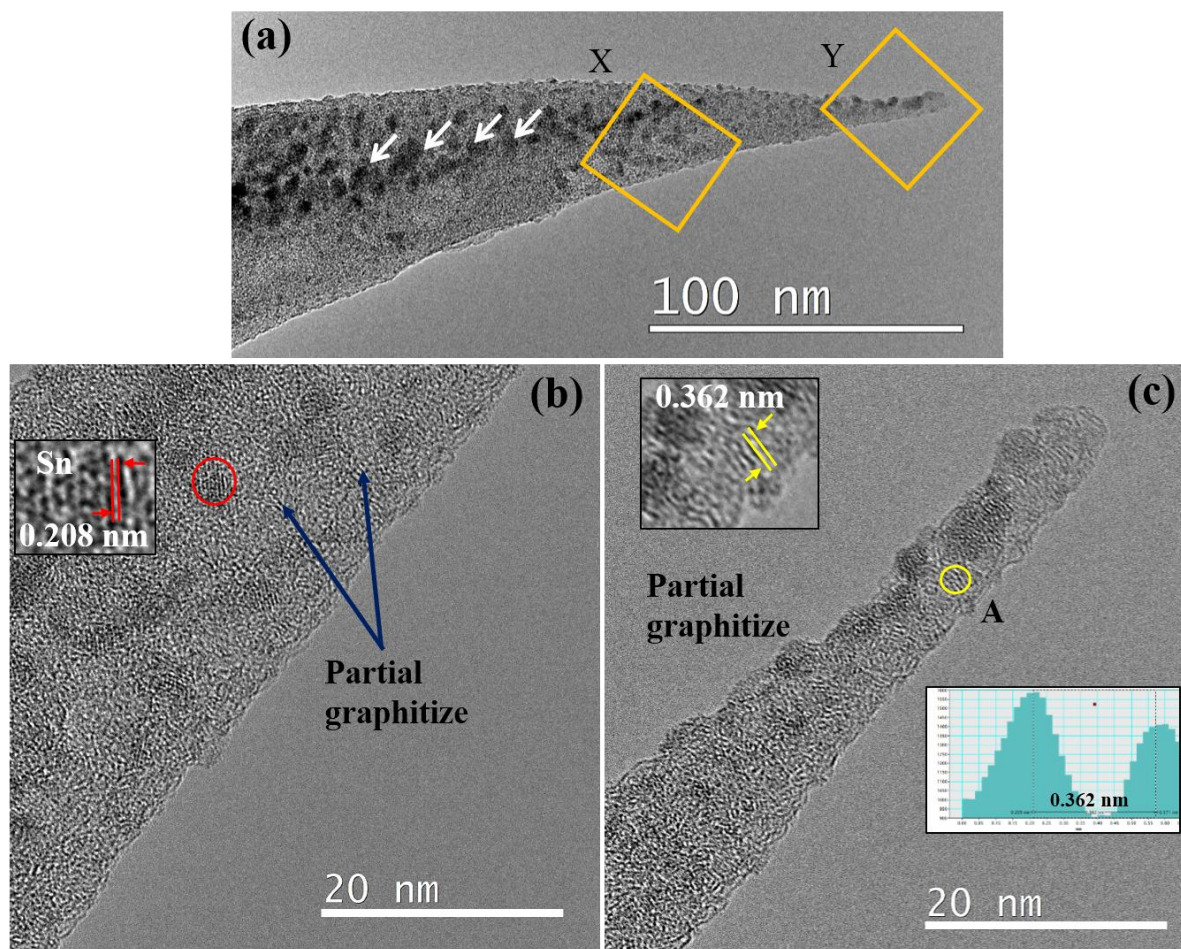 (a)
X
Y
100 nm
(b)
Sn
0.208 nm
Partial
graphitize
20 nm
(c)
0.362 nm
Partial
graphitize
A
0.362 nm
20 nm